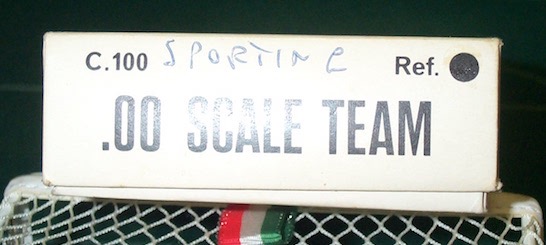 C.100 SPORTING Ref.
.00 SCALE TEAM